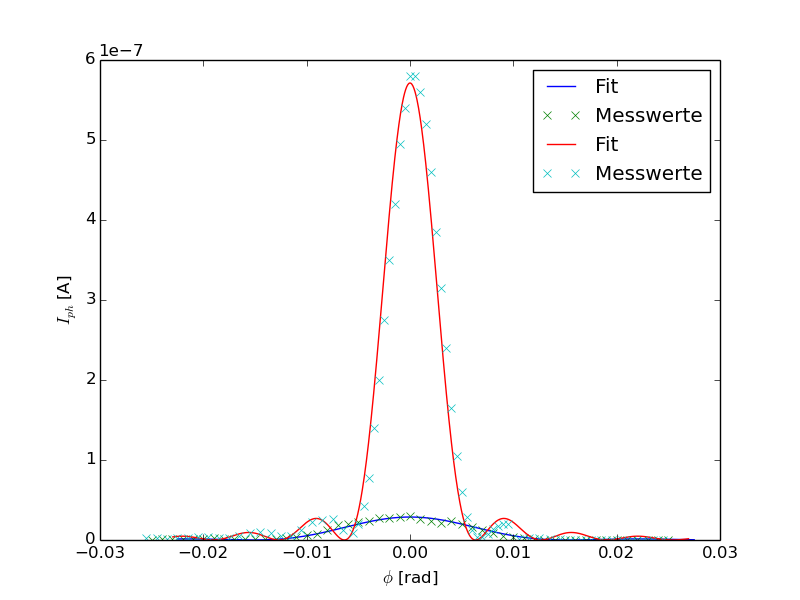 1e−7
6
5
4
3
2
1
0
−0.03 −0.02 −0.01 0.00 0.01 0.02 0.03
I_ph [A]
ϕ [rad]
Fit
Messwerte
Fit
Messwerte